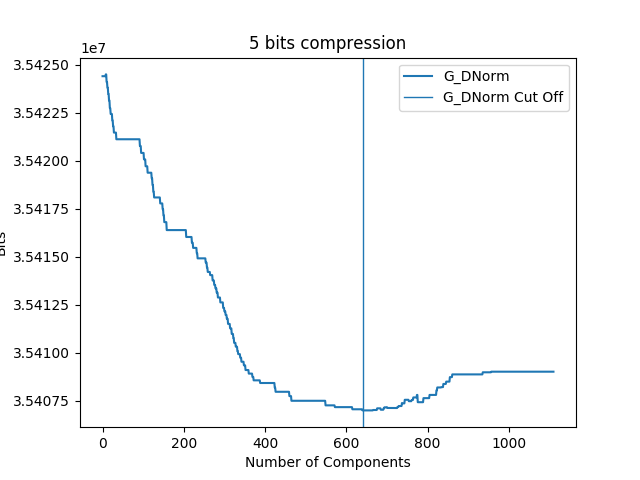 5 bits compression
1e7
3.54250
3.54225
3.54200
3.54175
3.54150
3.54125
3.54100
3.54075
Bits
0
200
400
600
800
1000
Number of Components
G_DNorm
G_DNorm Cut Off